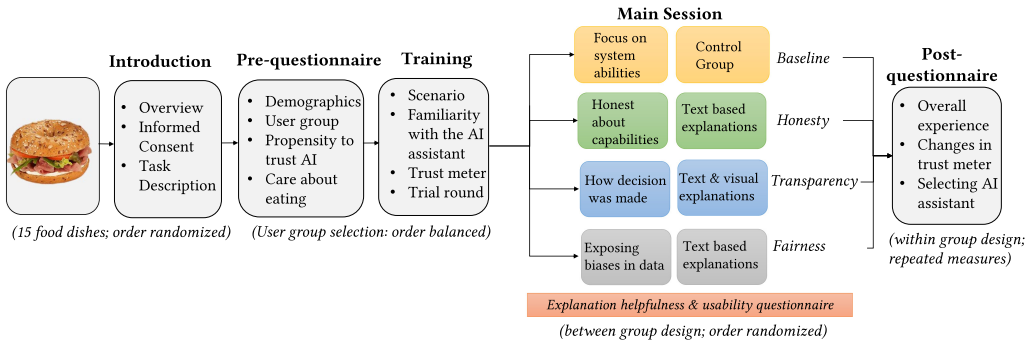 Introduction
• Overview
• Informed
Consent
• Task
Description
(15 food dishes; order randomized)
Pre-questionnaire
• Demographics
• User group
• Propensity to
trust AI
• Care about
eating
(User group selection: order balanced)
Training
• Scenario
• Familiarity
with the AI
assistant
• Trust meter
• Trial round
Main Session
Focus on
system
abilities
Control
Group
Baseline
Honest
about
capabilities
Text based
explanations
Honesty
How decision
was made
Text & visual
explanations
Transparency
Exposing
biases in data
Text based
explanations
Fairness
Explanation helpfulness & usability questionnaire
(between group design; order randomized)
Post-
questionnaire
• Overall
experience
• Changes in
trust meter
• Selecting AI
assistant
(within group design;
repeated measures)